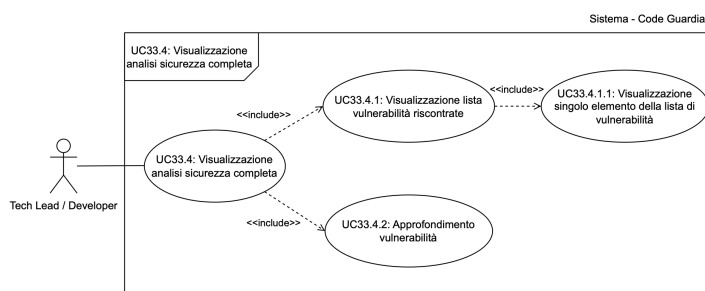 Sistema - Code Guardia
UC33.4: Visualizzazione
analisi sicurezza completa
UC33.4.1: Visualizzazione lista
vulnerabilità riscontrate
<<include>>
UC33.4.1.1: Visualizzazione
singolo elemento della lista di
vulnerabilità
<<include>>
UC33.4: Visualizzazione
analisi sicurezza completa
Tech Lead / Developer
<<include>>
UC33.4.2: Approfondimento
vulnerabilità